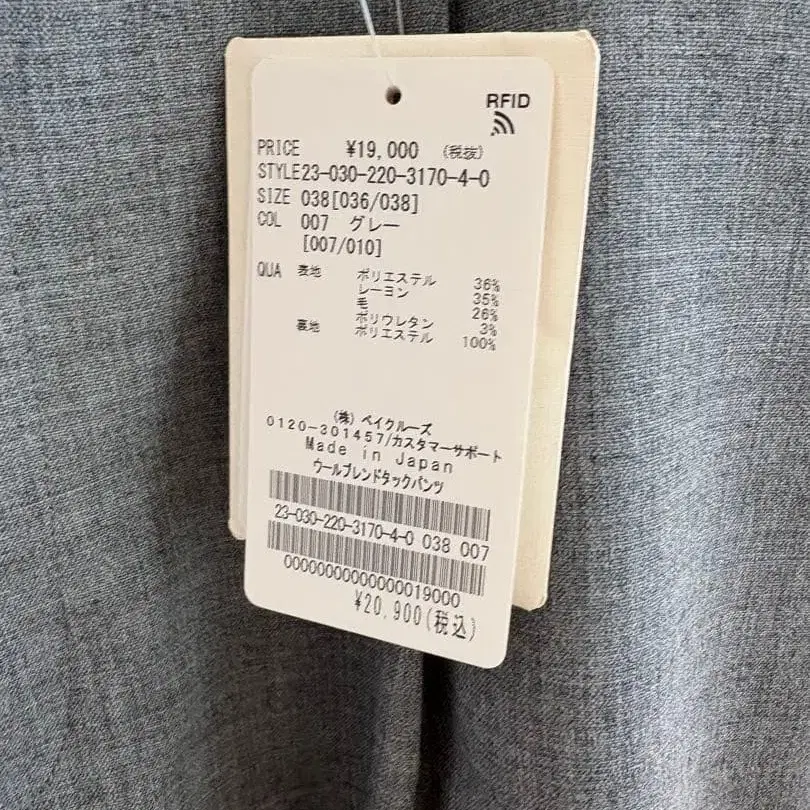 RFID
PRICE ¥19,000 (税抜)
STYLE23-030-220-3170-4-0
SIZE 038[036/038]
COL 007 グレー
[007/010]
QUA 表地 ポリエステル 36%
レーヨン 35%
毛 26%
ポリウレタン 3%
裏地 ポリエステル 100%
(株) ベイクルーズ
0120-301457/カスタマーサポート
Made in Japan
ウールブレンドタックパンツ
23-030-220-3170-4-0 038 007
0000000000000019000
¥20,900(税込)